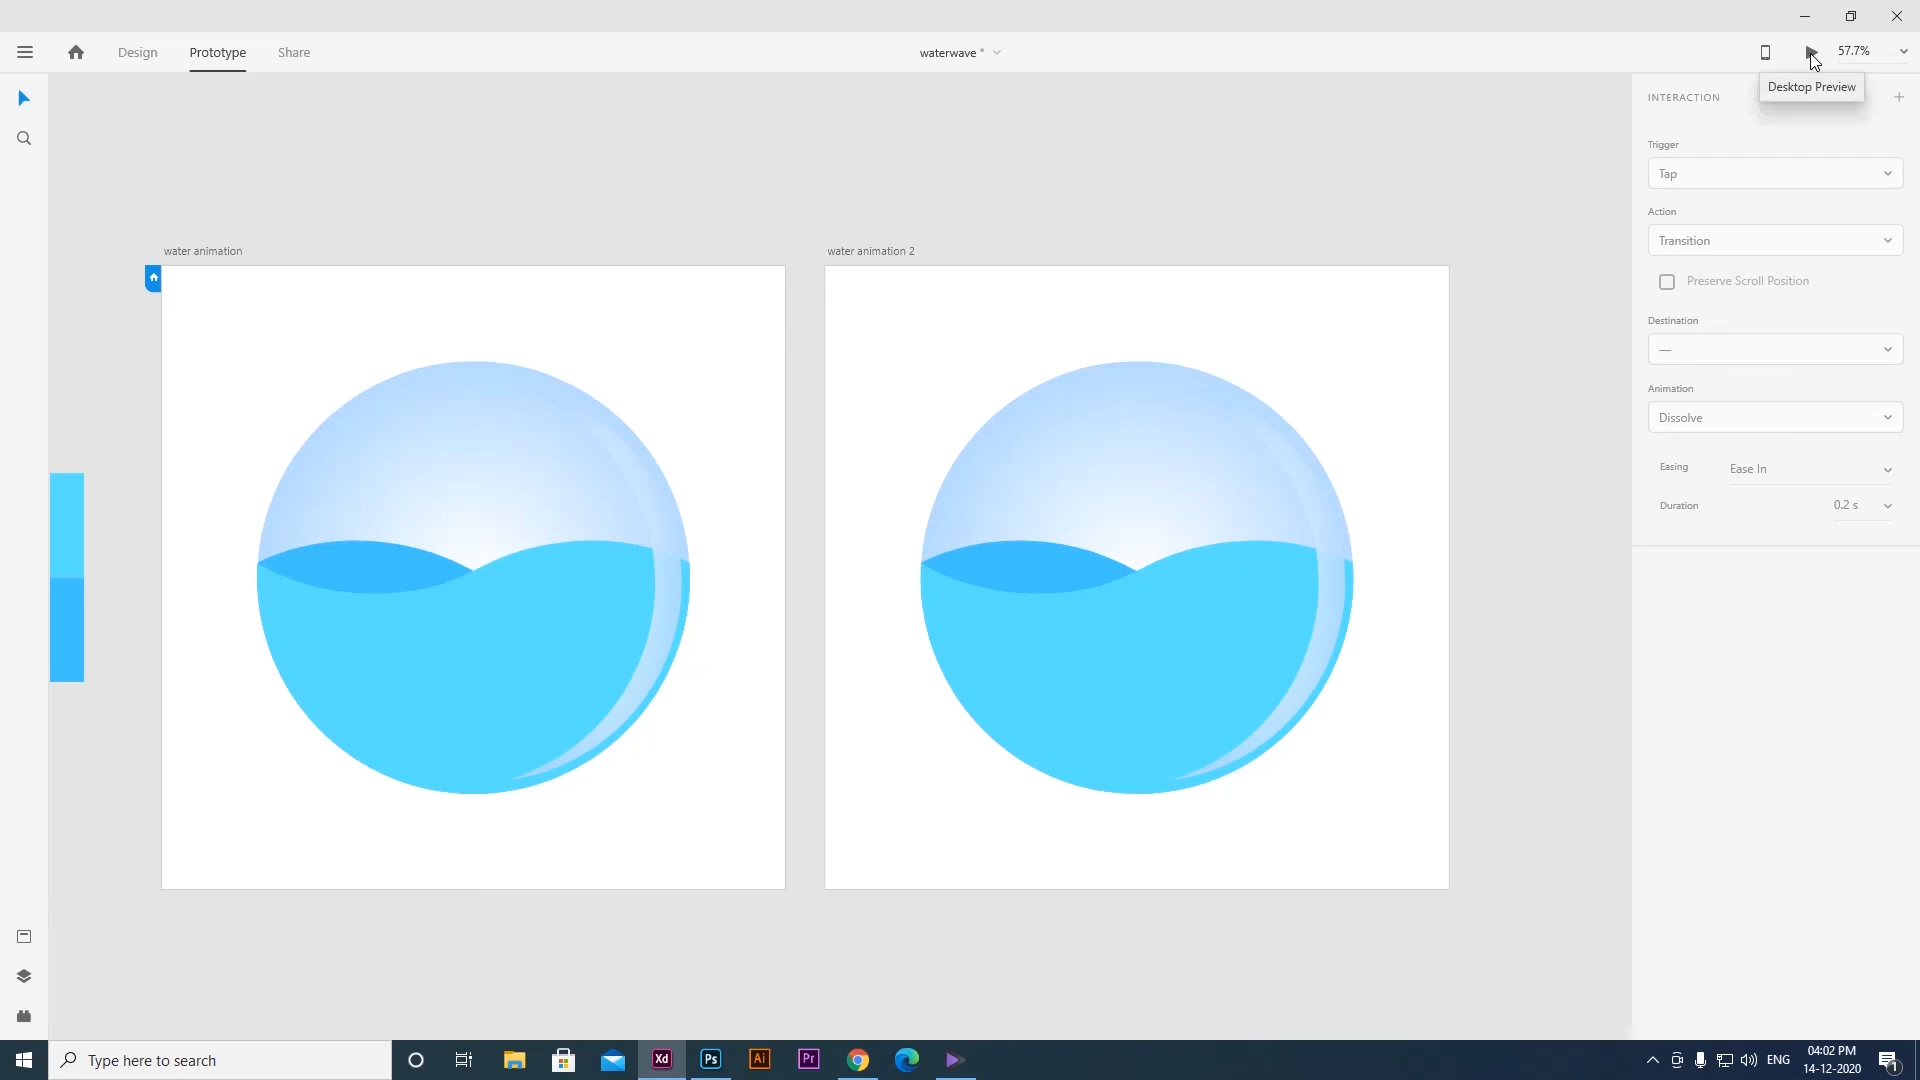 Design
Prototype
Share
waterwave *
57.7%
Desktop Preview
INTERACTION
Trigger
Tap
Action
Transition
Preserve Scroll Position
Destination
—
Animation
Dissolve
Easing
Ease In
Duration
0.2 s
water animation
water animation 2
Type here to search
Xd
Ps
Ai
Pr
ENG
04:02 PM
14-12-2020
1